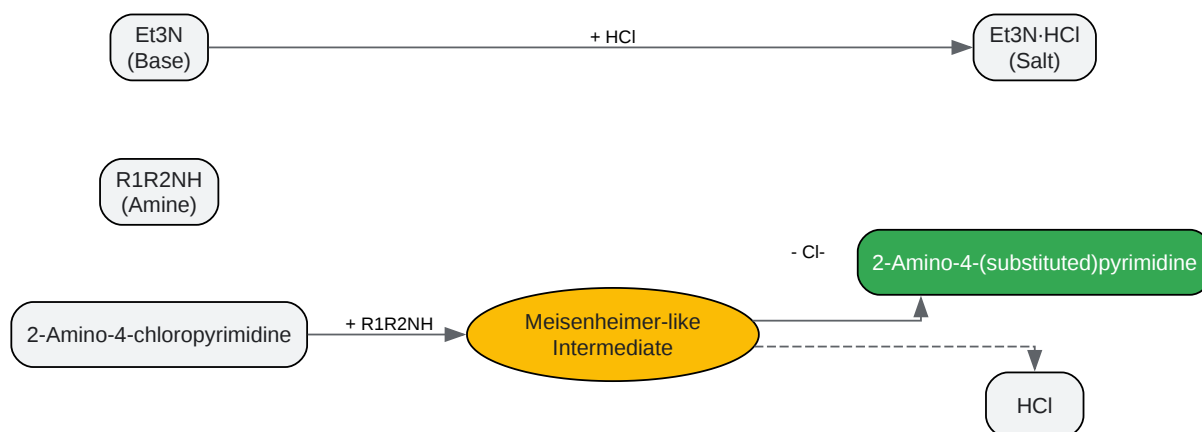 Et3N
(Base)
+ HCl
Et3N·HCl
(Salt)
R1R2NH
(Amine)
- Cl-
2-Amino-4-(substituted)pyrimidine
2-Amino-4-chloropyrimidine
+ R1R2NH
Meisenheimer-like
Intermediate
HCl